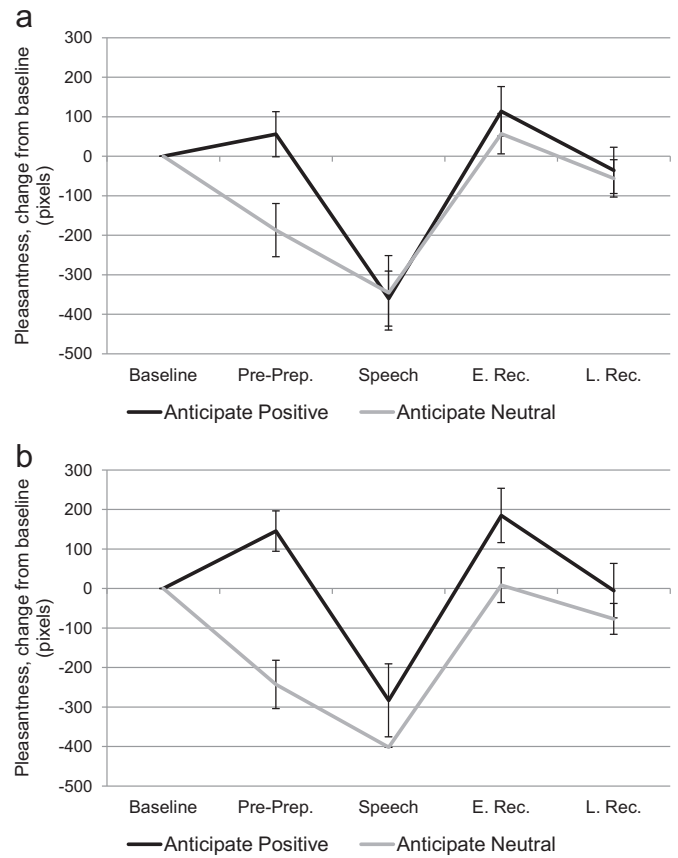 a
300
200
100
0
-100
-200
-300
-400
-500
Pleasantness, change from baseline
(pixels)
Baseline Pre-Prep. Speech E. Rec. L. Rec.
Anticipate Positive Anticipate Neutral
b
300
200
100
0
-100
-200
-300
-400
-500
Pleasantness, change from baseline
(pixels)
Baseline Pre-Prep. Speech E. Rec. L. Rec.
Anticipate Positive Anticipate Neutral